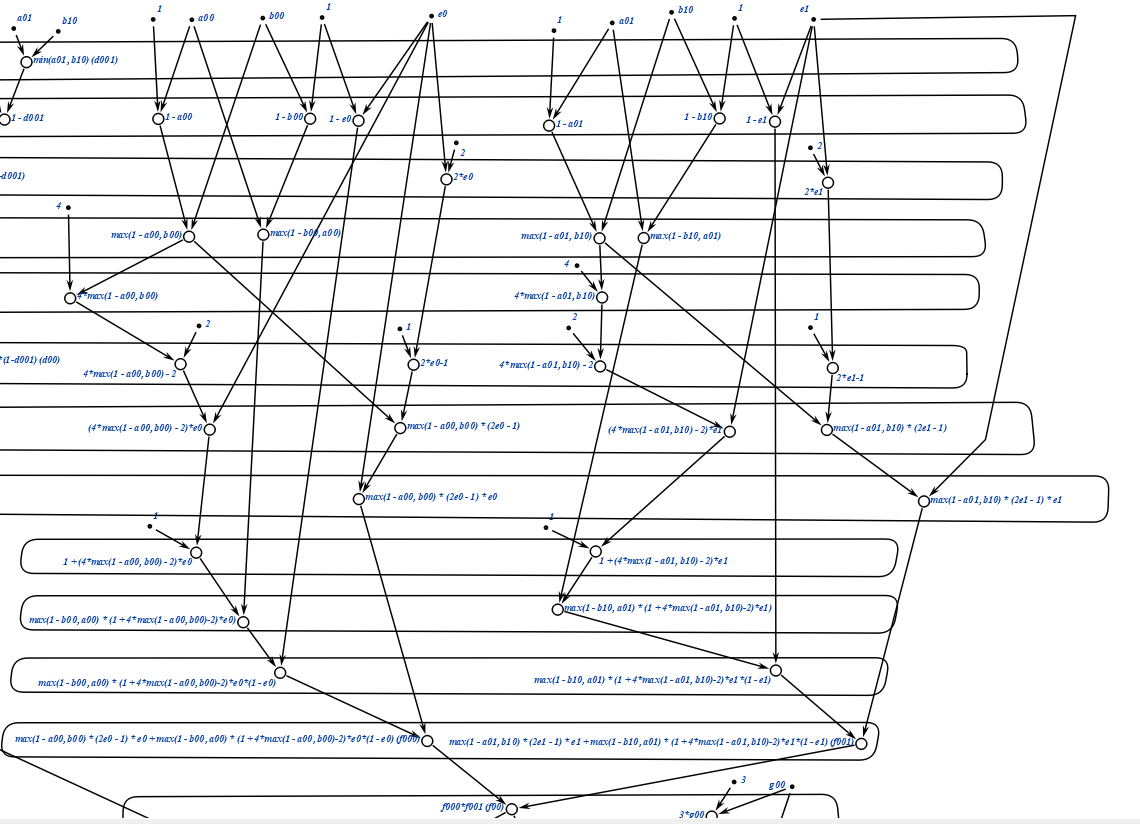 a01 b10 1 a00 b00 1 e0 1 a01 b10 1 e1
min(a01, b10) (d001)
1 - d001 1 - a00 1 - b00 1 - e0 1 - a01 1 - b10 1 - e1
2 2
-d001) 2*e0 2*e1
4
max(1 - a00, b00) max(1 - b00, a00) max(1 - a01, b10) max(1 - b10, a01)
4
4*max(1 - a00, b00) 4*max(1 - a01, b10)
2 1 2 1
*(1-d001) (d00) 4*max(1 - a00, b00) - 2 2*e0-1 4*max(1 - a01, b10) - 2 2*e1-1
(4*max(1 - a00, b00) - 2)*e0 max(1 - a00, b00) * (2e0 - 1) (4*max(1 - a01, b10) - 2)*e1 max(1 - a01, b10) * (2e1 - 1)
max(1 - a00, b00) * (2e0 - 1) * e0 max(1 - a01, b10) * (2e1 - 1) * e1
1 1
1 + (4*max(1 - a00, b00) - 2)*e0 1 + (4*max(1 - a01, b10) - 2)*e1
max(1 - b00, a00) * (1 + 4*max(1 - a00, b00)-2)*e0) max(1 - b10, a01) * (1 + 4*max(1 - a01, b10)-2)*e1)
max(1 - b00, a00) * (1 + 4*max(1 - a00, b00)-2)*e0*(1 - e0) max(1 - b10, a01) * (1 + 4*max(1 - a01, b10)-2)*e1*(1 - e1)
max(1 - a00, b00) * (2e0 - 1) * e0 + max(1 - b00, a00) * (1 + 4*max(1 - a00, b00)-2)*e0*(1 - e0) (f000) max(1 - a01, b10) * (2e1 - 1) * e1 + max(1 - b10, a01) * (1 + 4*max(1 - a01, b10)-2)*e1*(1 - e1) (f001)
3 g00
f000*f001 (f00) 3*g00